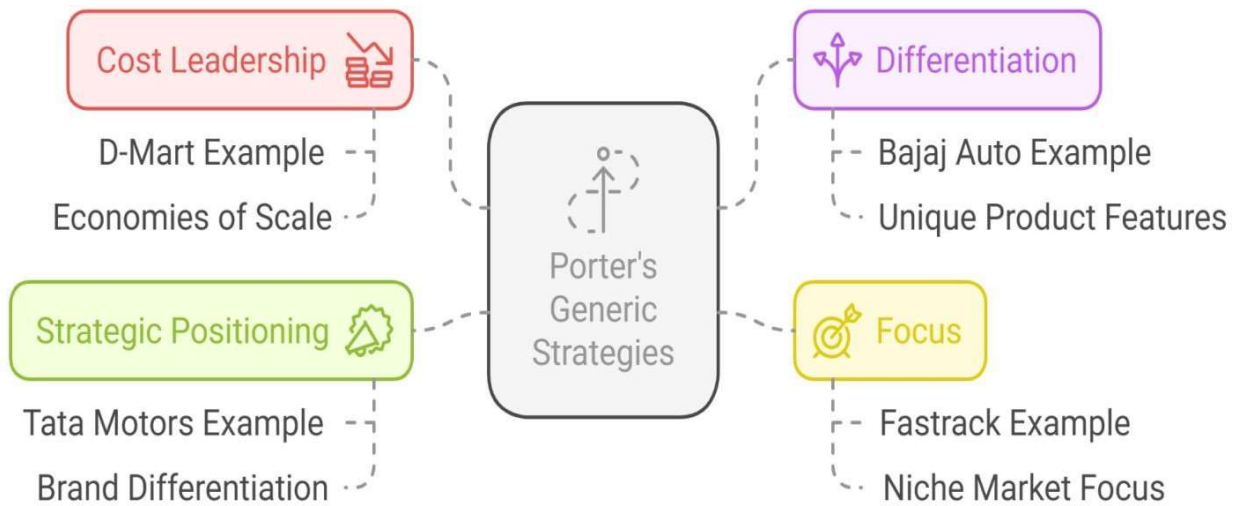 Cost Leadership
D-Mart Example
Economies of Scale
Strategic Positioning
Tata Motors Example
Brand Differentiation
Porter's
Generic
Strategies
Differentiation
Bajaj Auto Example
Unique Product Features
Focus
Fastrack Example
Niche Market Focus